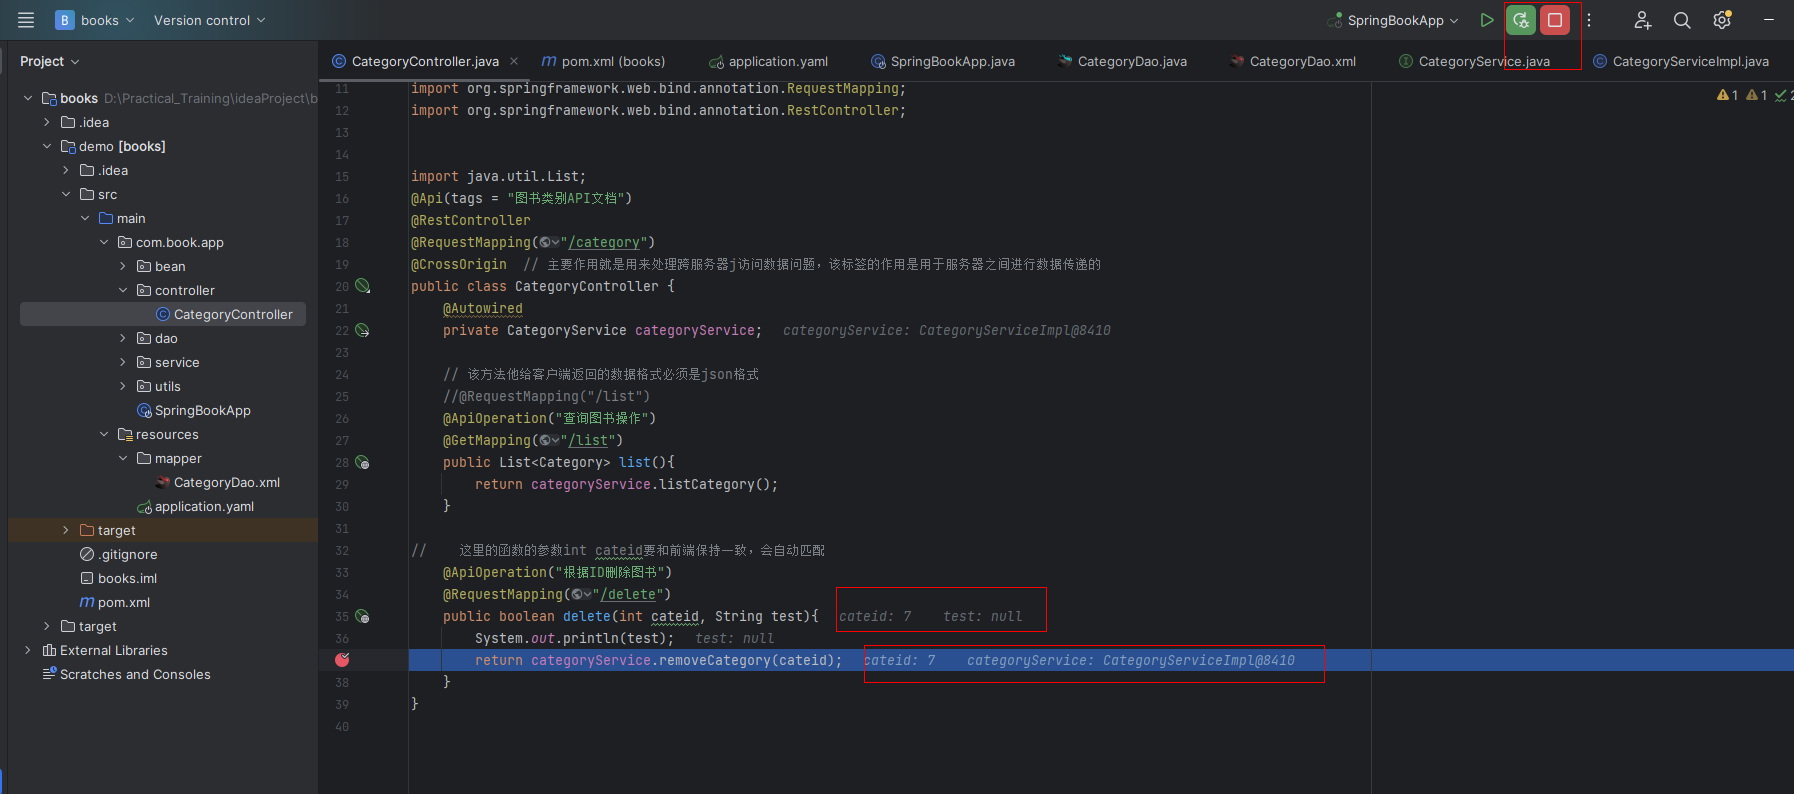 B books Version control SpringBookApp
Project
CategoryController.java pom.xml (books) application.yaml SpringBookApp.java CategoryDao.java CategoryDao.xml CategoryService.java CategoryServiceImpl.java
books D:\Practical_Training\ideaProject\b
.idea
demo [books]
.idea
src
main
com.book.app
bean
controller
CategoryController
dao
service
utils
SpringBookApp
resources
mapper
CategoryDao.xml
application.yaml
target
.gitignore
books.iml
m pom.xml
target
External Libraries
Scratches and Consoles
1 1 2
11 import org.springframework.web.bind.annotation.RequestMapping;
12 import org.springframework.web.bind.annotation.RestController;
13
14
15 import java.util.List;
16 @Api(tags = "图书类别API文档")
17 @RestController
18 @RequestMapping("/category")
19 @CrossOrigin // 主要作用就是用来处理跨服务器j访问数据问题，该标签的作用是用于服务器之间进行数据传递的
20 public class CategoryController {
21 @Autowired
22 private CategoryService categoryService; categoryService: CategoryServiceImpl@8410
23
24 // 该方法他给客户端返回的数据格式必须是json格式
25 //@RequestMapping("/list")
26 @ApiOperation("查询图书操作")
27 @GetMapping("/list")
28 public List<Category> list(){
29 return categoryService.listCategory();
30 }
31
32 // 这里的函数的参数int cateid要和前端保持一致，会自动匹配
33 @ApiOperation("根据ID删除图书")
34 @RequestMapping("/delete")
35 public boolean delete(int cateid, String test){ cateid: 7 test: null
36 System.out.println(test); test: null
return categoryService.removeCategory(cateid); cateid: 7 categoryService: CategoryServiceImpl@8410
38 }
39 }
40